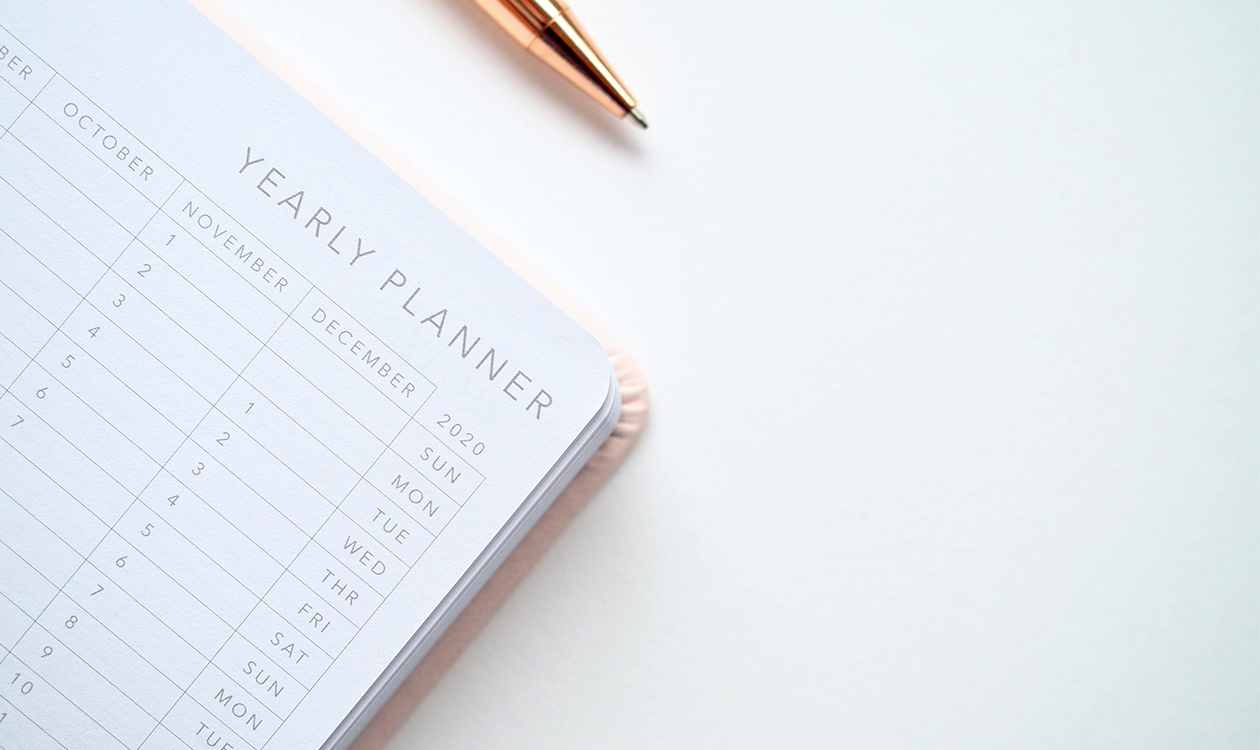 YEARLY PLANNER
BER OCTOBER NOVEMBER DECEMBER 2020
1 SUN
2 MON
3 1 TUE
4 2 WED
5 3 THR
6 4 FRI
7 5 SAT
6 SUN
7 MON
8 TUE
9
10